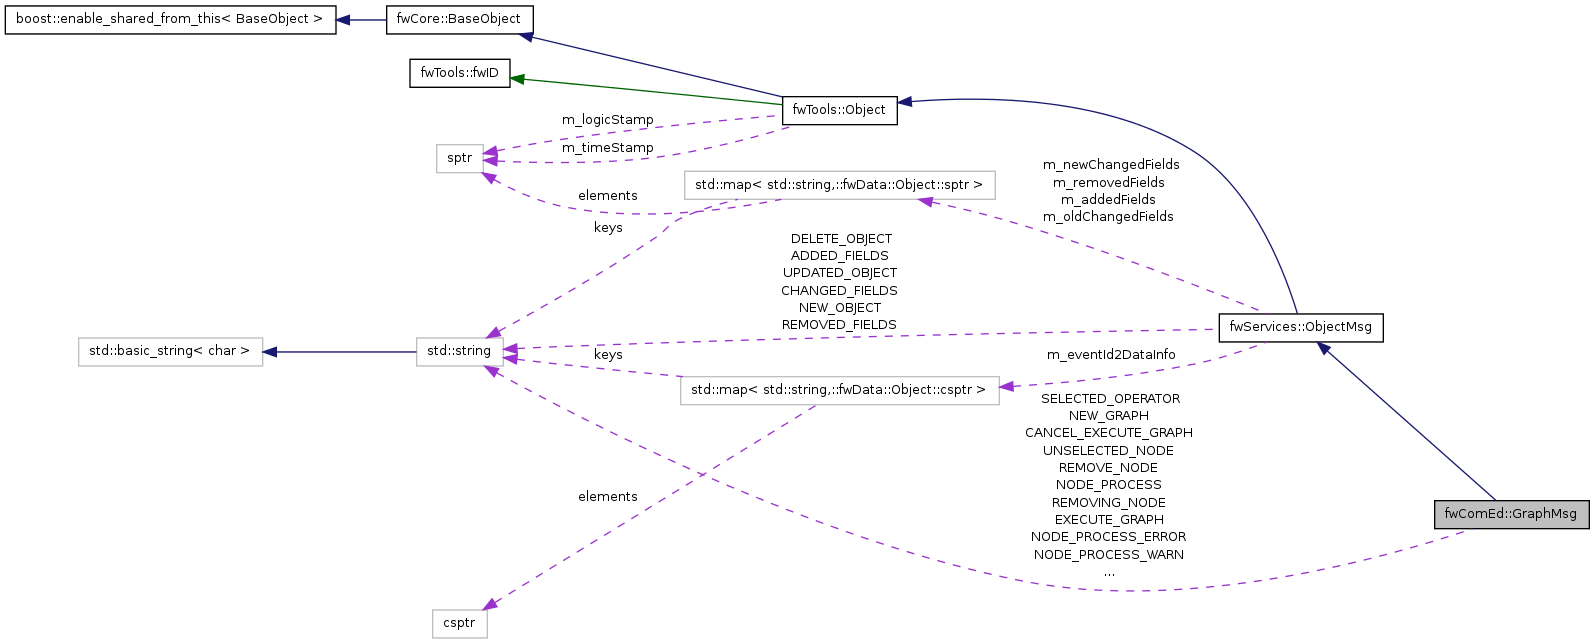 boost::enable_shared_from_this< BaseObject >
fwCore::BaseObject
fwTools::fwID
fwTools::Object
m_logicStamp
m_timeStamp
sptr
elements
keys
std::map< std::string,::fwData::Object::sptr >
m_newChangedFields
m_removedFields
m_addedFields
m_oldChangedFields
DELETE_OBJECT
ADDED_FIELDS
UPDATED_OBJECT
CHANGED_FIELDS
NEW_OBJECT
REMOVED_FIELDS
fwServices::ObjectMsg
std::basic_string< char >
std::string
keys
m_eventId2DataInfo
std::map< std::string,::fwData::Object::csptr >
SELECTED_OPERATOR
NEW_GRAPH
CANCEL_EXECUTE_GRAPH
UNSELECTED_NODE
REMOVE_NODE
NODE_PROCESS
REMOVING_NODE
EXECUTE_GRAPH
NODE_PROCESS_ERROR
NODE_PROCESS_WARN
...
elements
fwComEd::GraphMsg
csptr